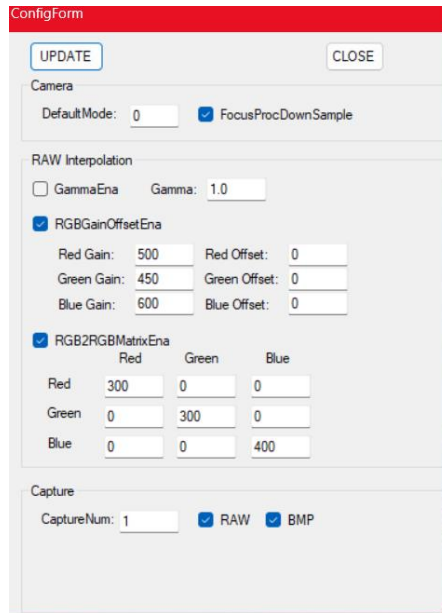 ConfigForm
UPDATE CLOSE
Camera
DefaultMode: 0 FocusProcDownSample
RAW Interpolation
GammaEna Gamma: 1.0
RGBGainOffsetEna
Red Gain: 500 Red Offset: 0
Green Gain: 450 Green Offset: 0
Blue Gain: 600 Blue Offset: 0
RGB2RGBMatrixEna
Red Green Blue
Red 300 0 0
Green 0 300 0
Blue 0 0 400
Capture
CaptureNum: 1 RAW BMP